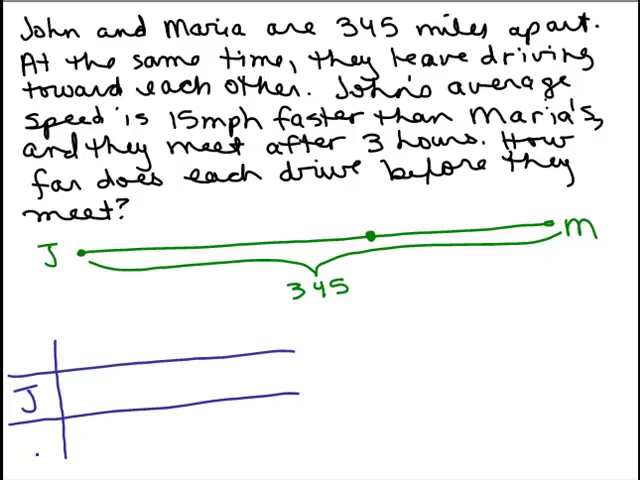 John and Maria are 345 miles apart.
At the same time, they leave driving
toward each other. John's average
speed is 15mph faster than Maria's,
and they meet after 3 hours. How
far does each drive before they
meet?
J M
345
J